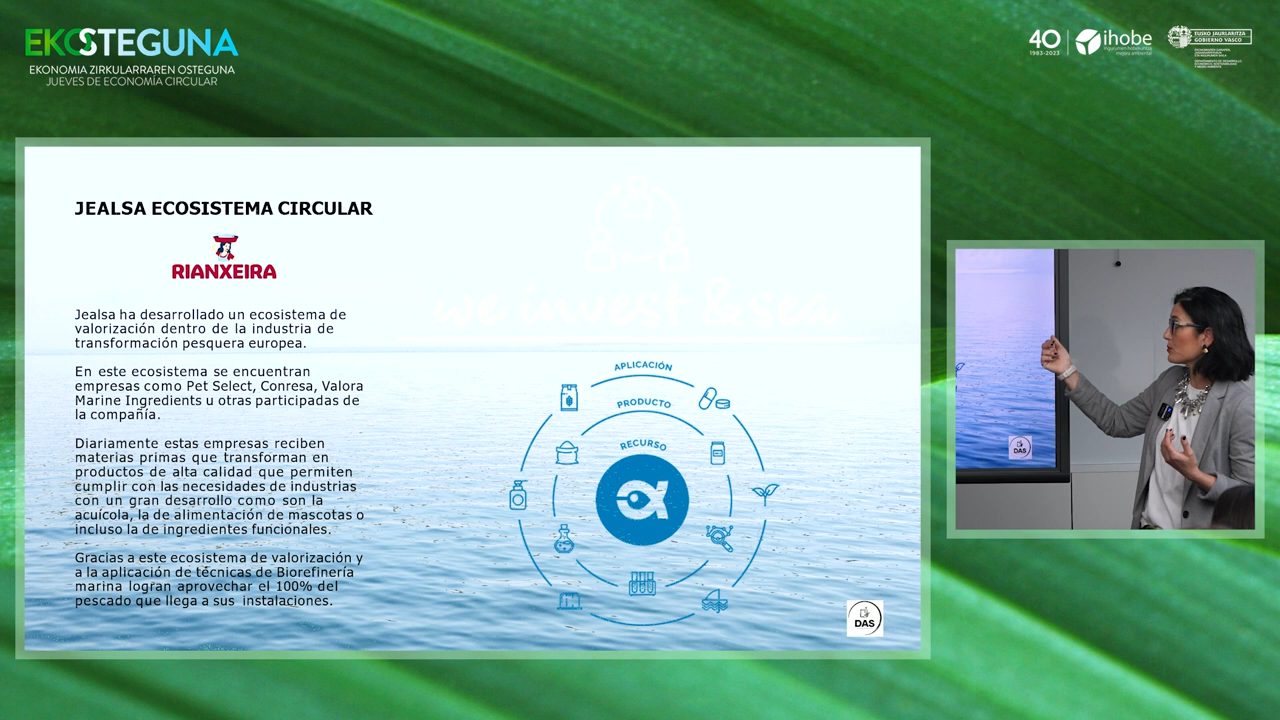 EKOSTEGUNA
EKONOMIA ZIRKULARRAREN OSTEGUNA
JUEVES DE ECONOMÍA CIRCULAR
40
1983-2023
ihobe
EUSKO JAURLARITZA
GOBIERNO VASCO
JEALSA ECOSISTEMA CIRCULAR
RIANXEIRA
Jealsa ha desarrollado un ecosistema de
valorización dentro de la industria de
transformación pesquera europea.
En este ecosistema se encuentran
empresas como Pet Select, Conresa, Valora
Marine Ingredients u otras participadas de
la compañía.
Diariamente estas empresas reciben
materias primas que transforman en
productos de alta calidad que permiten
cumplir con las necesidades de industrias
con un gran desarrollo como son la
acuícola, la de alimentación de mascotas o
incluso la de ingredientes funcionales.
Gracias a este ecosistema de valorización y
a la aplicación de técnicas de Biorefinería
marina logran aprovechar el 100% del
pescado que llega a sus instalaciones.
we invest & sea
APLICACIÓN
PRODUCTO
RECURSO
DAS
DAS